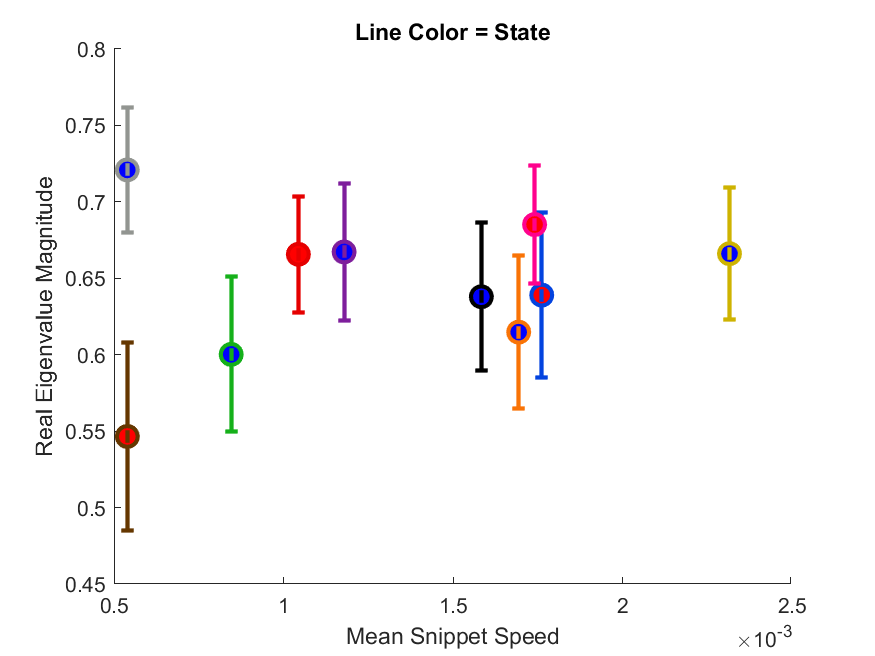 Line Color = State
0.8
0.75
0.7
0.65
0.6
0.55
0.5
0.45
Real Eigenvalue Magnitude
0.5 1 1.5 2 2.5
Mean Snippet Speed
×10⁻³